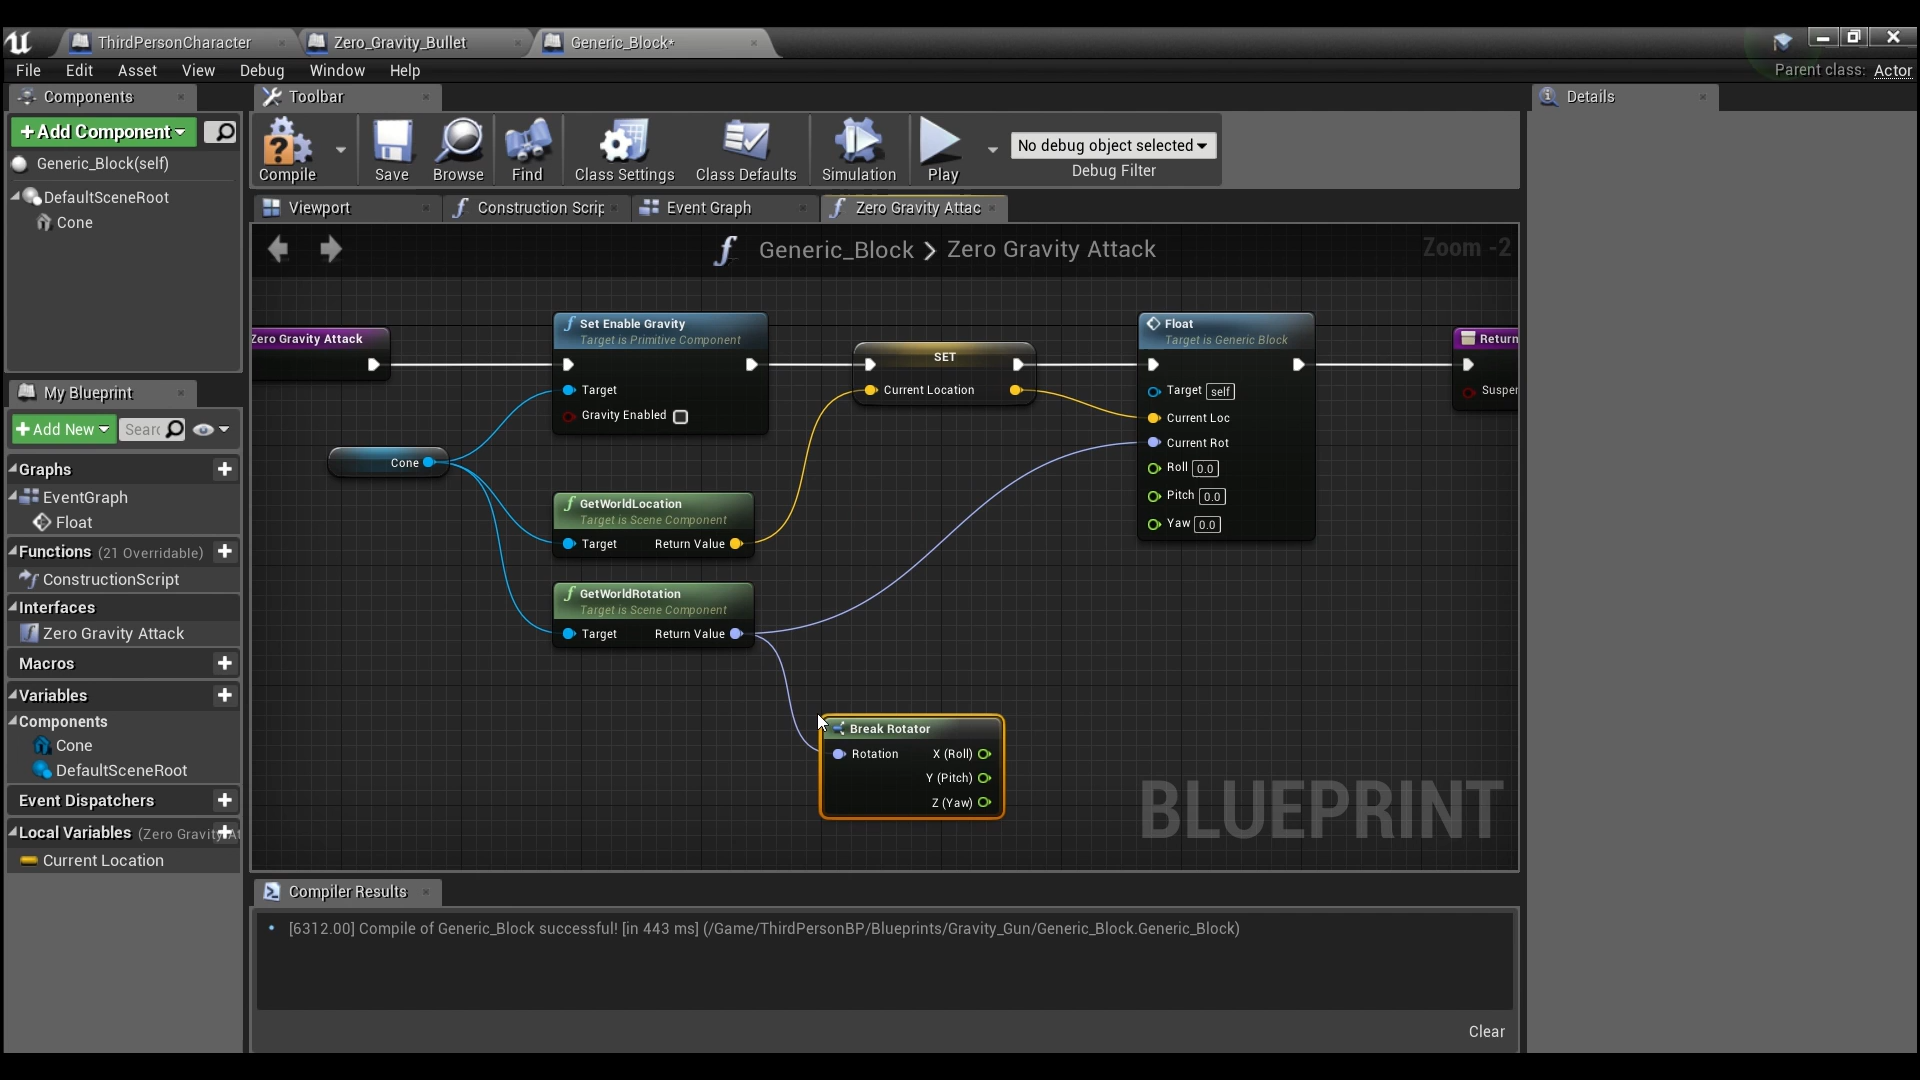 ThirdPersonCharacter
Zero_Gravity_Bullet
Generic_Block*
File Edit Asset View Debug Window Help
Parent class: Actor
Components
Toolbar
Details
+Add Component
Generic_Block(self)
DefaultSceneRoot
Cone
Compile
Save
Browse
Find
Class Settings
Class Defaults
Simulation
Play
No debug object selected
Debug Filter
Viewport
Construction Scrip
Event Graph
Zero Gravity Attac
Generic_Block > Zero Gravity Attack
Zoom -2
My Blueprint
+Add New
Searc
Graphs
EventGraph
Float
Functions (21 Overridable)
ConstructionScript
Interfaces
Zero Gravity Attack
Macros
Variables
Components
Cone
DefaultSceneRoot
Event Dispatchers
Local Variables (Zero Gravity At
Current Location
Zero Gravity Attack
Set Enable Gravity
Target is Primitive Component
Target
Gravity Enabled
SET
Current Location
Float
Target is Generic Block
Target self
Current Loc
Current Rot
Roll 0.0
Pitch 0.0
Yaw 0.0
Return
Suspen
Cone
GetWorldLocation
Target is Scene Component
Target Return Value
GetWorldRotation
Target is Scene Component
Target Return Value
Break Rotator
Rotation X (Roll)
Y (Pitch)
Z (Yaw)
BLUEPRINT
Compiler Results
[6312.00] Compile of Generic_Block successful! [in 443 ms] (/Game/ThirdPersonBP/Blueprints/Gravity_Gun/Generic_Block.Generic_Block)
Clear